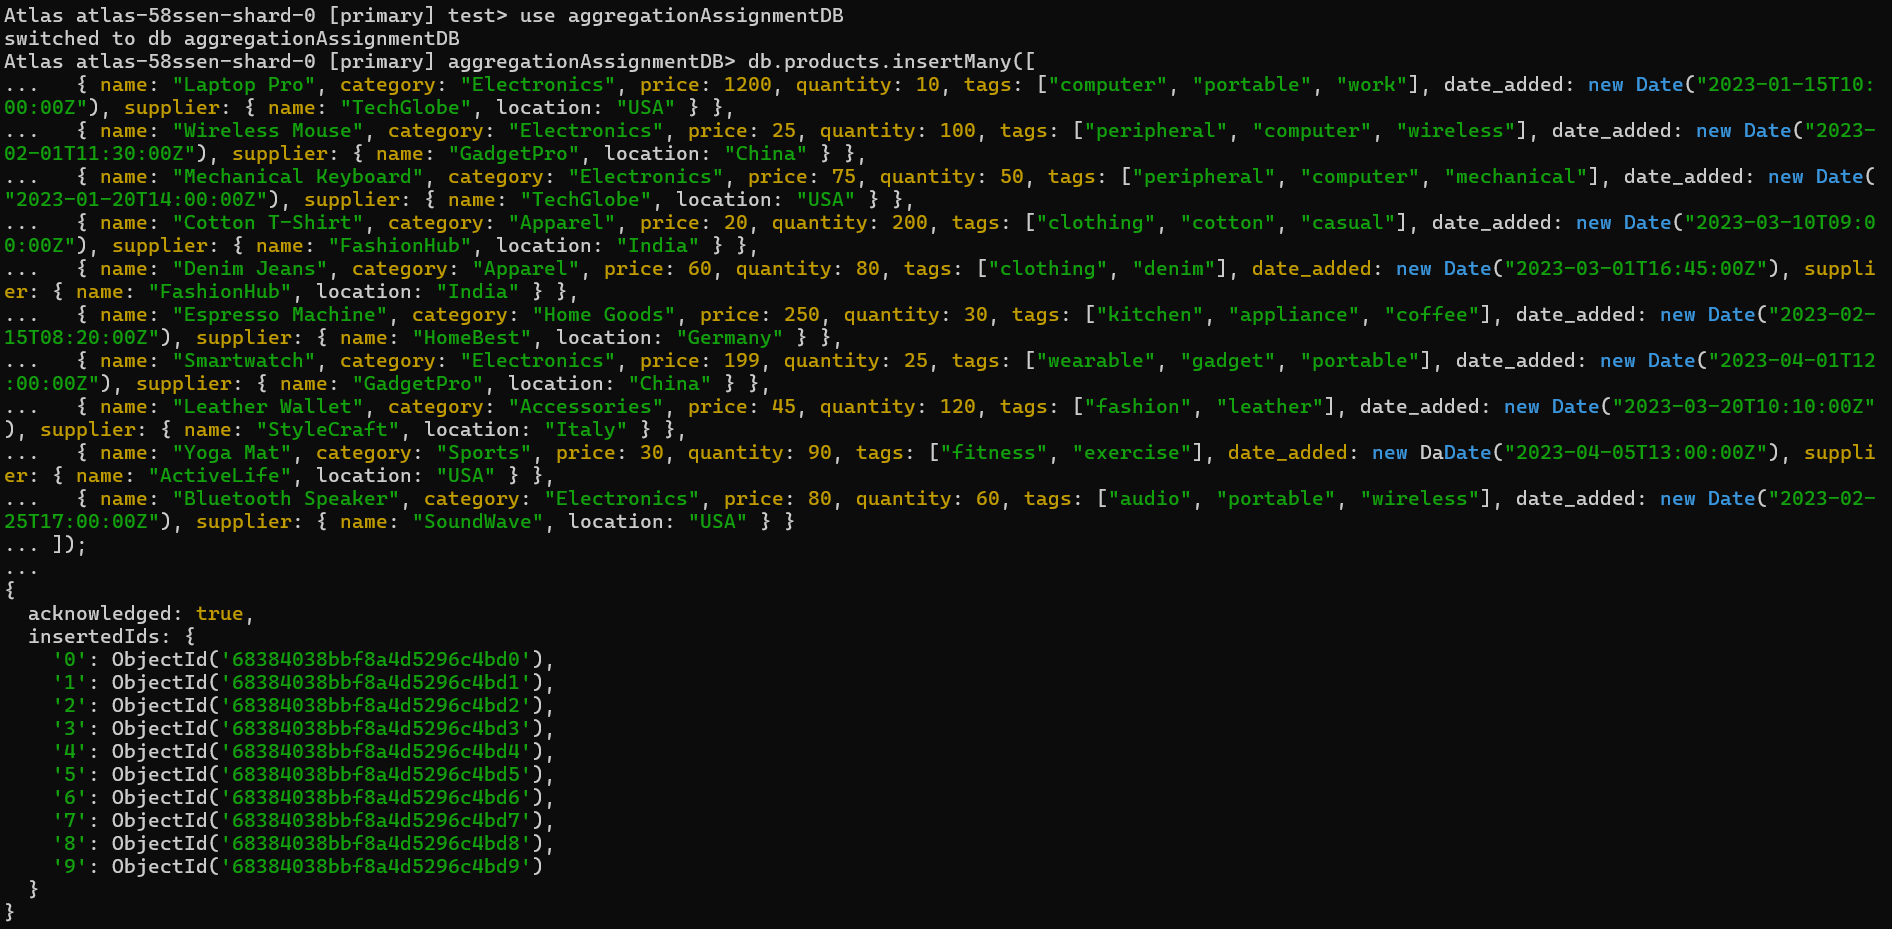 Atlas atlas-58ssen-shard-0 [primary] test> use aggregationAssignmentDB
switched to db aggregationAssignmentDB
Atlas atlas-58ssen-shard-0 [primary] aggregationAssignmentDB> db.products.insertMany([
...   { name: "Laptop Pro", category: "Electronics", price: 1200, quantity: 10, tags: ["computer", "portable", "work"], date_added: new Date("2023-01-15T10:
00:00Z"), supplier: { name: "TechGlobe", location: "USA" } },
...   { name: "Wireless Mouse", category: "Electronics", price: 25, quantity: 100, tags: ["peripheral", "computer", "wireless"], date_added: new Date("2023-
02-01T11:30:00Z"), supplier: { name: "GadgetPro", location: "China" } },
...   { name: "Mechanical Keyboard", category: "Electronics", price: 75, quantity: 50, tags: ["peripheral", "computer", "mechanical"], date_added: new Date(
"2023-01-20T14:00:00Z"), supplier: { name: "TechGlobe", location: "USA" } },
...   { name: "Cotton T-Shirt", category: "Apparel", price: 20, quantity: 200, tags: ["clothing", "cotton", "casual"], date_added: new Date("2023-03-10T09:0
0:00Z"), supplier: { name: "FashionHub", location: "India" } },
...   { name: "Denim Jeans", category: "Apparel", price: 60, quantity: 80, tags: ["clothing", "denim"], date_added: new Date("2023-03-01T16:45:00Z"), suppli
er: { name: "FashionHub", location: "India" } },
...   { name: "Espresso Machine", category: "Home Goods", price: 250, quantity: 30, tags: ["kitchen", "appliance", "coffee"], date_added: new Date("2023-02-
15T08:20:00Z"), supplier: { name: "HomeBest", location: "Germany" } },
...   { name: "Smartwatch", category: "Electronics", price: 199, quantity: 25, tags: ["wearable", "gadget", "portable"], date_added: new Date("2023-04-01T12
:00:00Z"), supplier: { name: "GadgetPro", location: "China" } },
...   { name: "Leather Wallet", category: "Accessories", price: 45, quantity: 120, tags: ["fashion", "leather"], date_added: new Date("2023-03-20T10:10:00Z"
), supplier: { name: "StyleCraft", location: "Italy" } },
...   { name: "Yoga Mat", category: "Sports", price: 30, quantity: 90, tags: ["fitness", "exercise"], date_added: new DaDate("2023-04-05T13:00:00Z"), suppli
er: { name: "ActiveLife", location: "USA" } },
...   { name: "Bluetooth Speaker", category: "Electronics", price: 80, quantity: 60, tags: ["audio", "portable", "wireless"], date_added: new Date("2023-02-
25T17:00:00Z"), supplier: { name: "SoundWave", location: "USA" } }
... ]);
...
{
  acknowledged: true,
  insertedIds: {
    '0': ObjectId('68384038bbf8a4d5296c4bd0'),
    '1': ObjectId('68384038bbf8a4d5296c4bd1'),
    '2': ObjectId('68384038bbf8a4d5296c4bd2'),
    '3': ObjectId('68384038bbf8a4d5296c4bd3'),
    '4': ObjectId('68384038bbf8a4d5296c4bd4'),
    '5': ObjectId('68384038bbf8a4d5296c4bd5'),
    '6': ObjectId('68384038bbf8a4d5296c4bd6'),
    '7': ObjectId('68384038bbf8a4d5296c4bd7'),
    '8': ObjectId('68384038bbf8a4d5296c4bd8'),
    '9': ObjectId('68384038bbf8a4d5296c4bd9')
  }
}